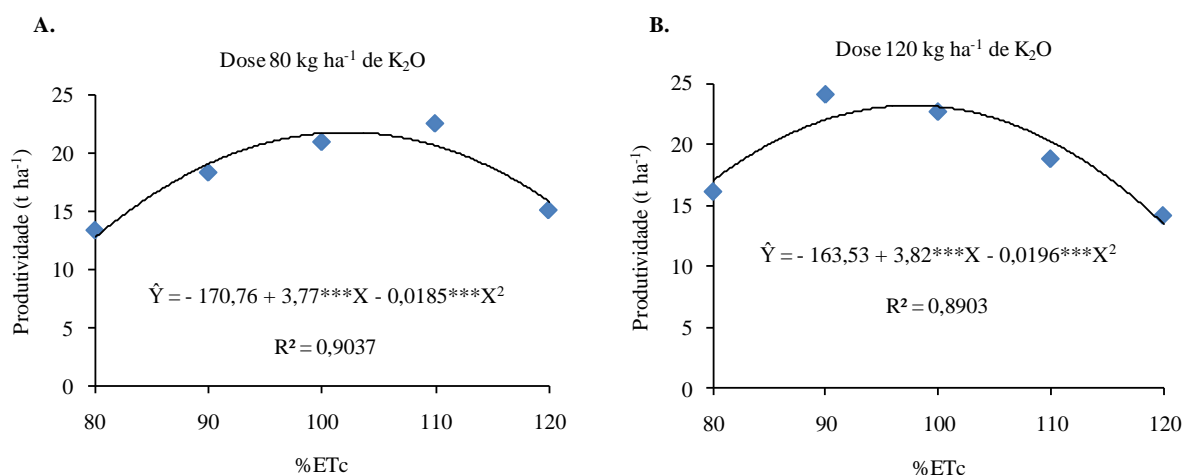 A.
Dose 80 kg ha⁻¹ de K₂O
Produtividade (t ha⁻¹)
25
20
15
10
5
0
Ŷ = - 170,76 + 3,77***X - 0,0185***X²
R² = 0,9037
80 90 100 110 120
%ETc
B.
Dose 120 kg ha⁻¹ de K₂O
Produtividade (t ha⁻¹)
25
20
15
10
5
0
Ŷ = - 163,53 + 3,82***X - 0,0196***X²
R² = 0,8903
80 90 100 110 120
%ETc